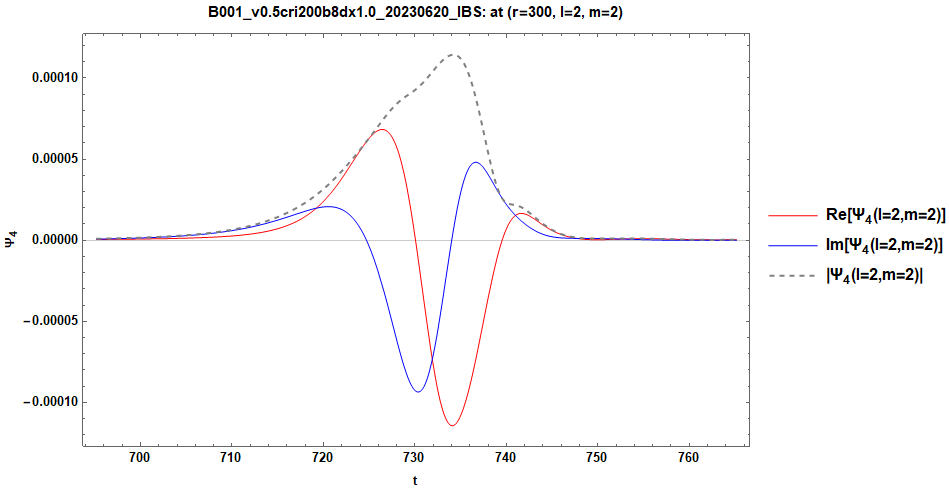 B001_v0.5cri200b8dx1.0_20230620_IBS: at (r=300, l=2, m=2)
0.00010
0.00005
0.00000
−0.00005
−0.00010
Ψ4
700 710 720 730 740 750 760
t
Re[Ψ4(l=2,m=2)]
Im[Ψ4(l=2,m=2)]
|Ψ4(l=2,m=2)|